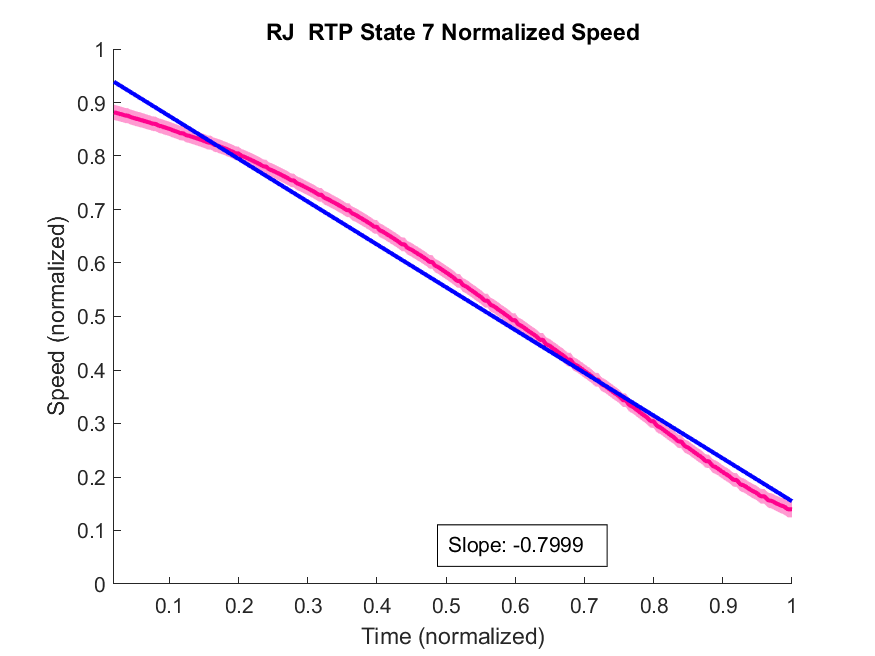 RJ  RTP State 7 Normalized Speed
1
0.9
0.8
0.7
0.6
0.5
0.4
0.3
0.2
0.1
0
Speed (normalized)
Slope: -0.7999
0.1 0.2 0.3 0.4 0.5 0.6 0.7 0.8 0.9 1
Time (normalized)